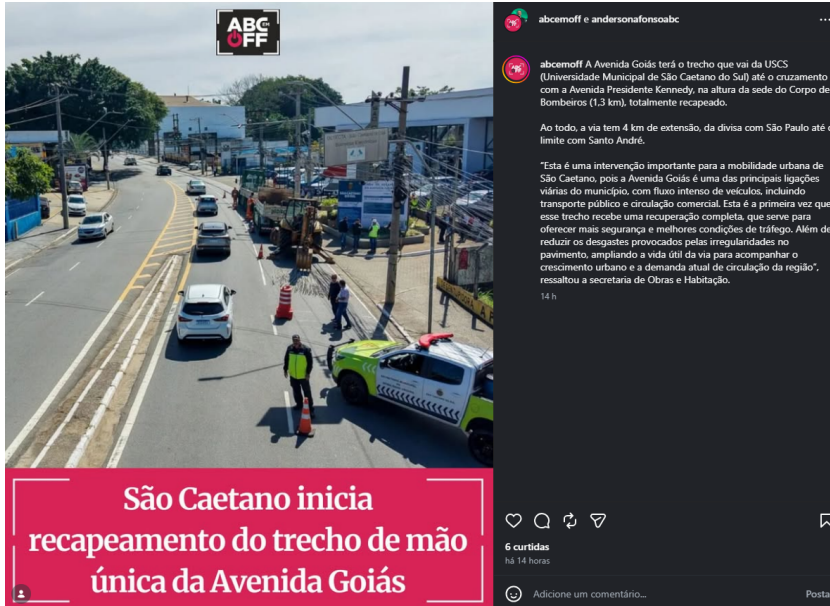 ABC EM
OFF
São Caetano inicia
recapeamento do trecho de mão
única da Avenida Goiás
abcemoff e andersonafonsoabc
abcemoff A Avenida Goiás terá o trecho que vai da USCS
(Universidade Municipal de São Caetano do Sul) até o cruzamento
com a Avenida Presidente Kennedy, na altura da sede do Corpo de
Bombeiros (1,3 km), totalmente recapeado.
Ao todo, a via tem 4 km de extensão, da divisa com São Paulo até o
limite com Santo André.
"Esta é uma intervenção importante para a mobilidade urbana de
São Caetano, pois a Avenida Goiás é uma das principais ligações
viárias do município, com fluxo intenso de veículos, incluindo
transporte público e circulação comercial. Esta é a primeira vez que
esse trecho recebe uma recuperação completa, que serve para
oferecer mais segurança e melhores condições de tráfego. Além de
reduzir os desgastes provocados pelas irregularidades no
pavimento, ampliando a vida útil da via para acompanhar o
crescimento urbano e a demanda atual de circulação da região",
ressaltou a secretaria de Obras e Habitação.
14 h
6 curtidas
há 14 horas
Adicione um comentário...
Posta